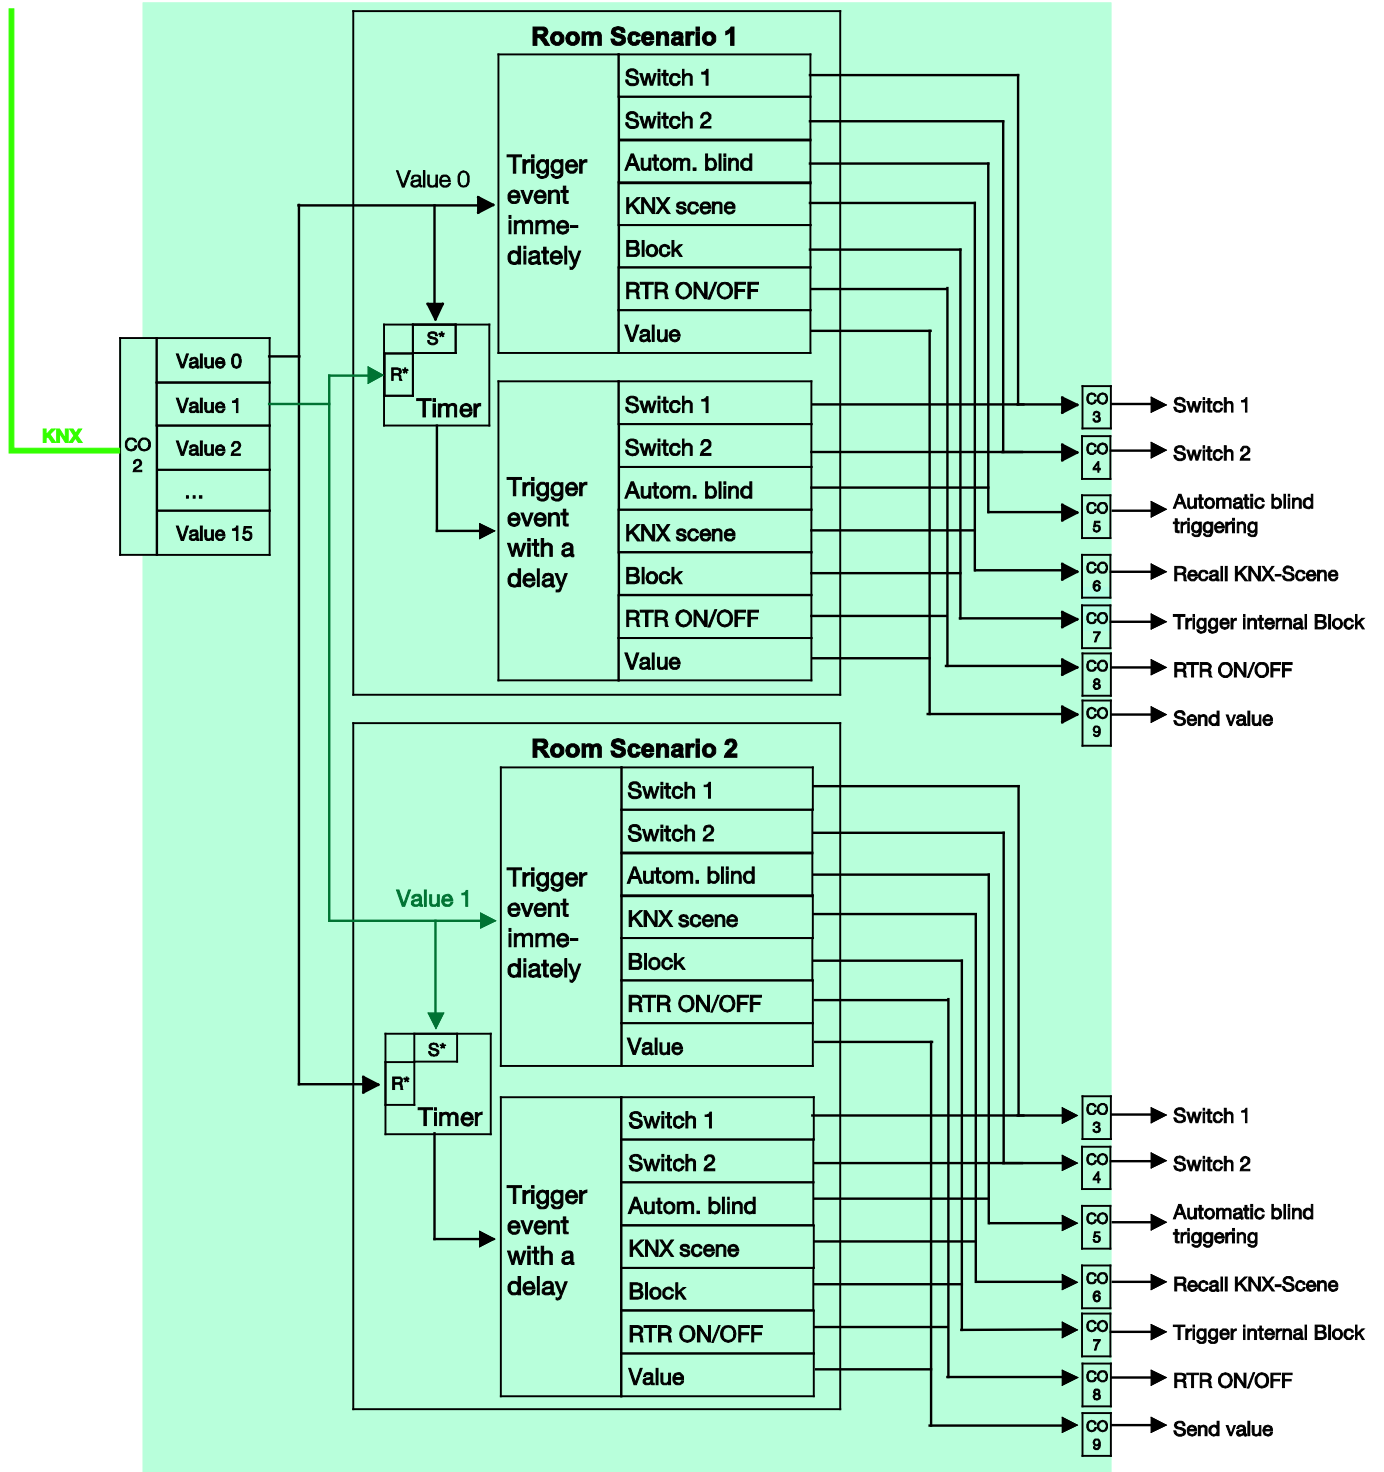 KNX
CO
2
Value 0
Value 1
Value 2
...
Value 15
Room Scenario 1
Value 0
Trigger
event
imme-
diately
Switch 1
Switch 2
Autom. blind
KNX scene
Block
RTR ON/OFF
Value
S*
R*
Timer
Trigger
event
with a
delay
Switch 1
Switch 2
Autom. blind
KNX scene
Block
RTR ON/OFF
Value
CO
3
Switch 1
CO
4
Switch 2
CO
5
Automatic blind
triggering
CO
6
Recall KNX-Scene
CO
7
Trigger internal Block
CO
8
RTR ON/OFF
CO
9
Send value
Room Scenario 2
Value 1
Trigger
event
imme-
diately
Switch 1
Switch 2
Autom. blind
KNX scene
Block
RTR ON/OFF
Value
S*
R*
Timer
Trigger
event
with a
delay
Switch 1
Switch 2
Autom. blind
KNX scene
Block
RTR ON/OFF
Value
CO
3
Switch 1
CO
4
Switch 2
CO
5
Automatic blind
triggering
CO
6
Recall KNX-Scene
CO
7
Trigger internal Block
CO
8
RTR ON/OFF
CO
9
Send value